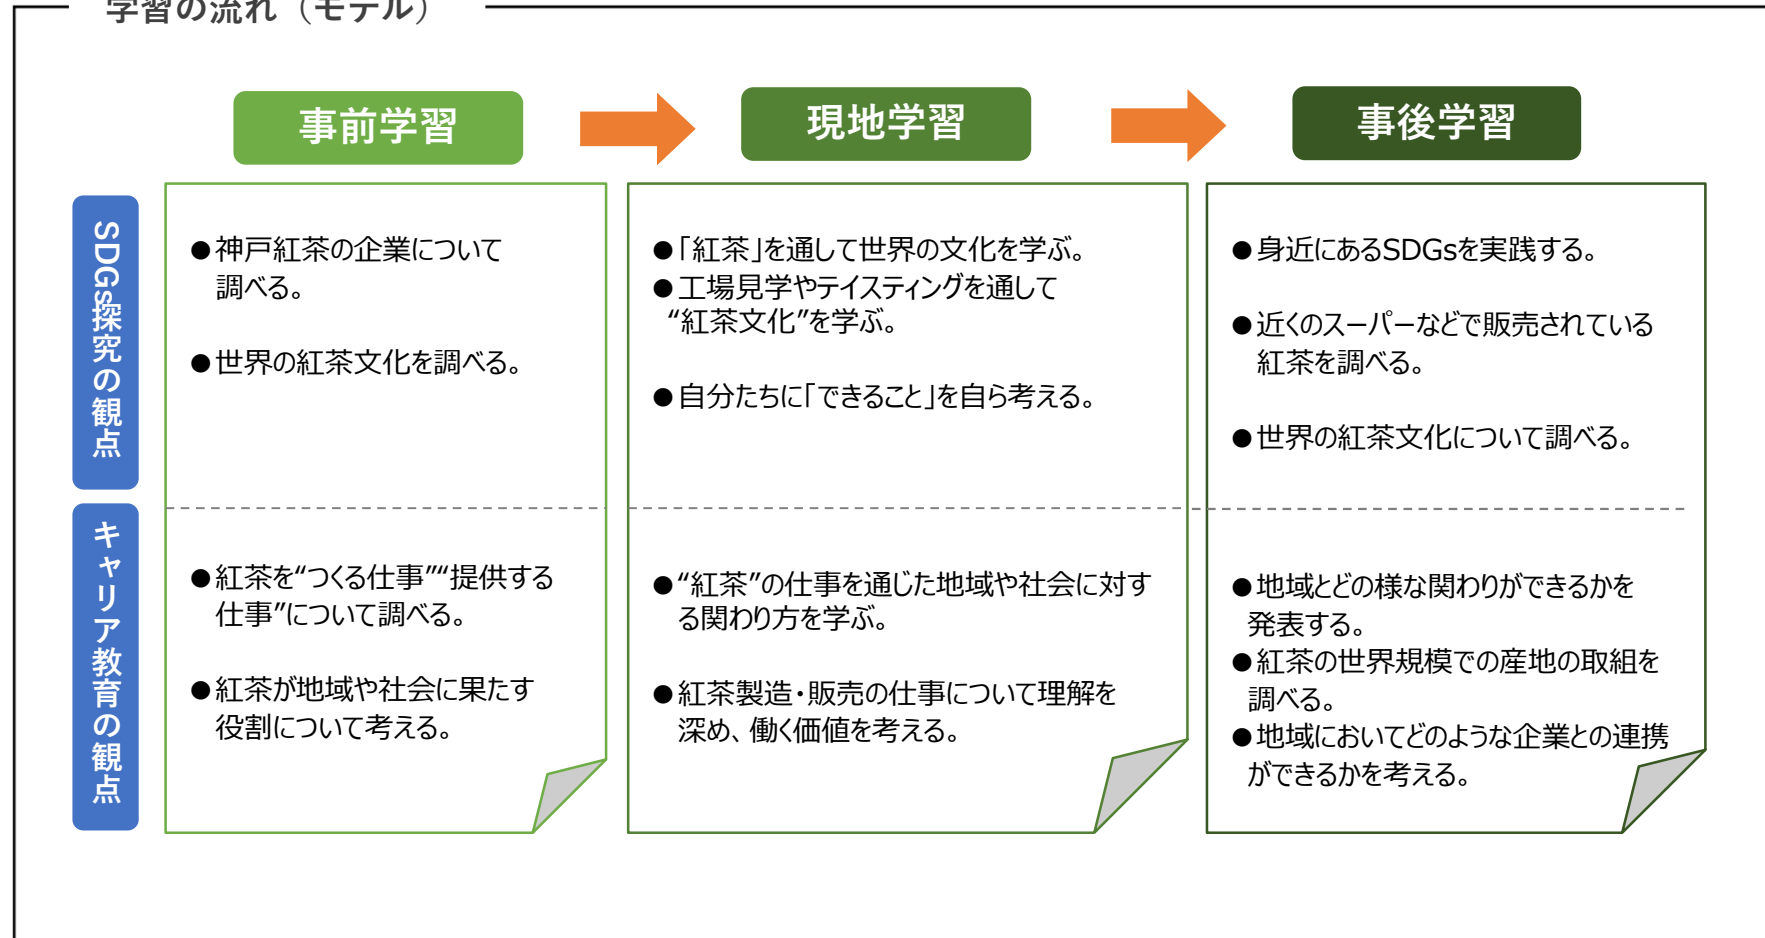 学習の流れ（モデル）
事前学習
現地学習
事後学習
SDGs探究の観点
●神戸紅茶の企業について
調べる。
●世界の紅茶文化を調べる。
●「紅茶」を通して世界の文化を学ぶ。
●工場見学やテイスティングを通して
“紅茶文化”を学ぶ。
●自分たちに「できること」を自ら考える。
●身近にあるSDGsを実践する。
●近くのスーパーなどで販売されている
紅茶を調べる。
●世界の紅茶文化について調べる。
キャリア教育の観点
●紅茶を“つくる仕事”“提供する
仕事”について調べる。
●紅茶が地域や社会に果たす
役割について考える。
●“紅茶”の仕事を通じた地域や社会に対す
る関わり方を学ぶ。
●紅茶製造・販売の仕事について理解を
深め、働く価値を考える。
●地域とどの様な関わりができるかを
発表する。
●紅茶の世界規模での産地の取組を
調べる。
●地域においてどのような企業との連携
ができるかを考える。